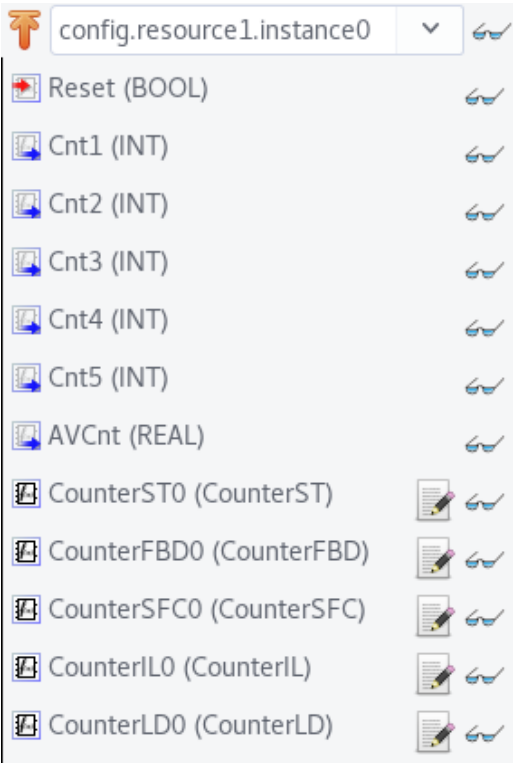 config.resource1.instance0
Reset (BOOL)
Cnt1 (INT)
Cnt2 (INT)
Cnt3 (INT)
Cnt4 (INT)
Cnt5 (INT)
AVCnt (REAL)
CounterST0 (CounterST)
CounterFBD0 (CounterFBD)
CounterSFC0 (CounterSFC)
CounterIL0 (CounterIL)
CounterLD0 (CounterLD)